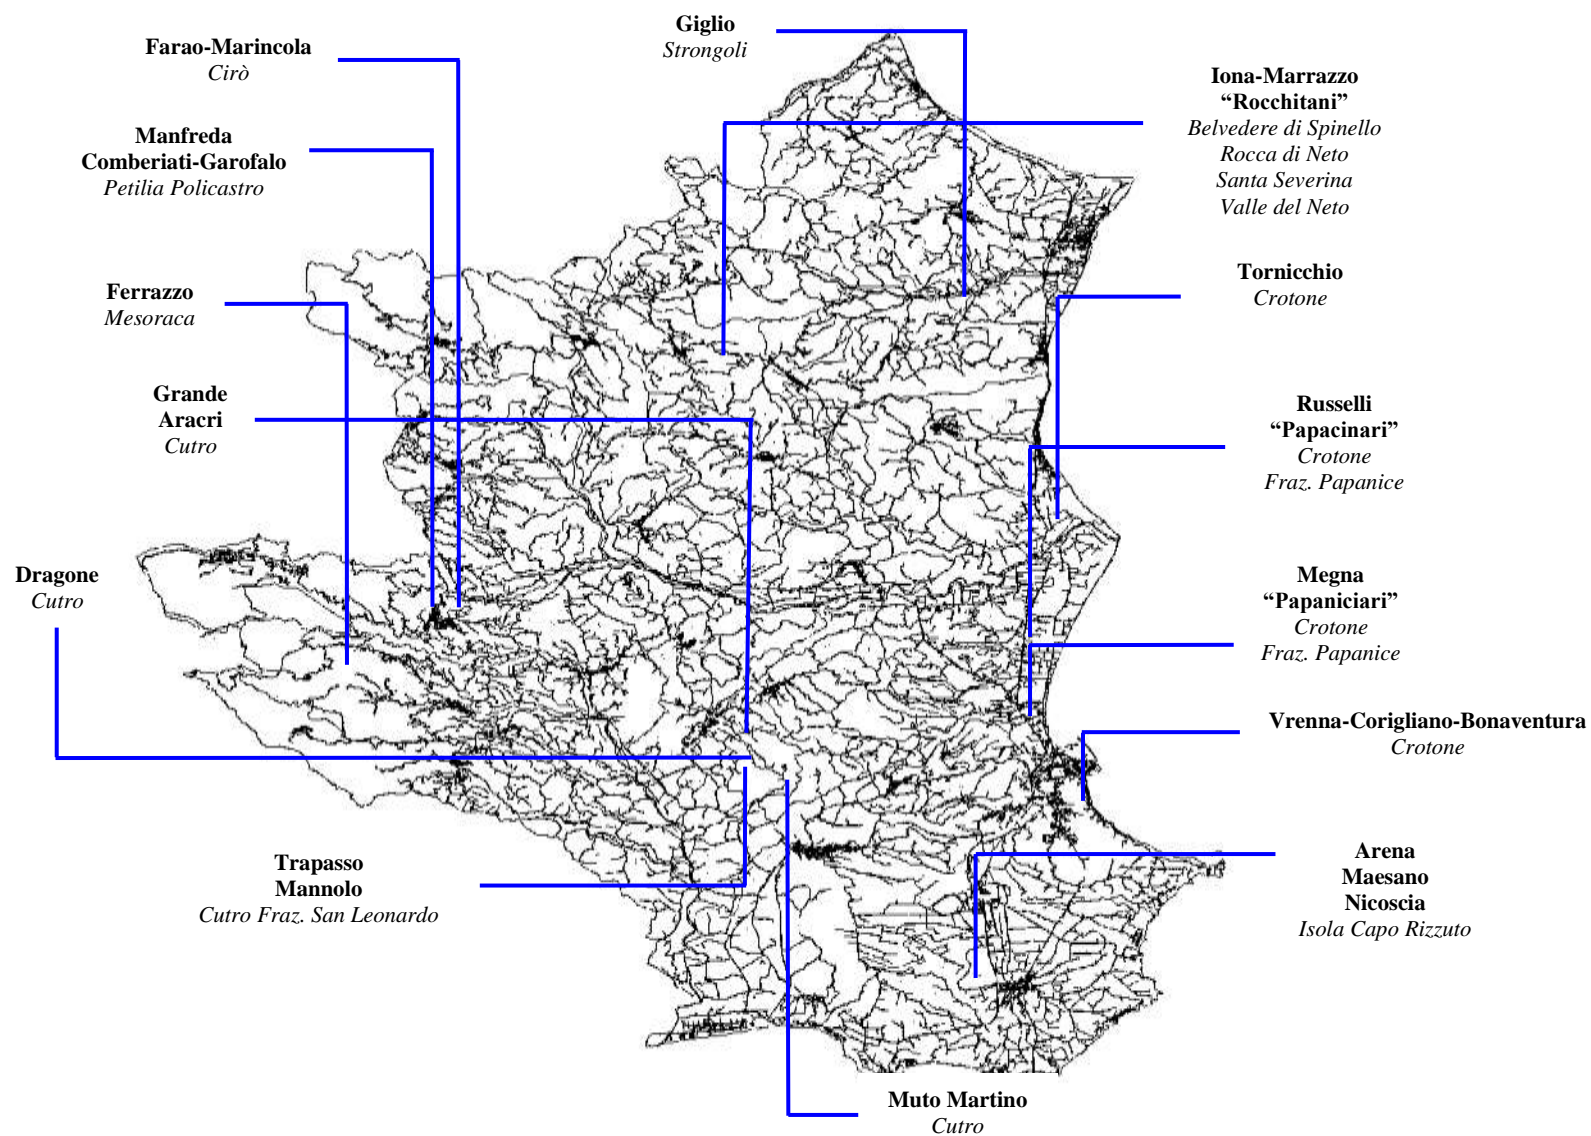 Giglio
Strongoli
Farao-Marincola
Cirò
Iona-Marrazzo
“Rocchitani”
Belvedere di Spinello
Rocca di Neto
Santa Severina
Valle del Neto
Manfreda
Comberiati-Garofalo
Petilia Policastro
Tornicchio
Crotone
Ferrazzo
Mesoraca
Grande
Aracri
Cutro
Russelli
“Papacinari”
Crotone
Fraz. Papanice
Dragone
Cutro
Megna
“Papaniciari”
Crotone
Fraz. Papanice
Vrenna-Corigliano-Bonaventura
Crotone
Trapasso
Mannolo
Cutro Fraz. San Leonardo
Arena
Maesano
Nicoscia
Isola Capo Rizzuto
Muto Martino
Cutro